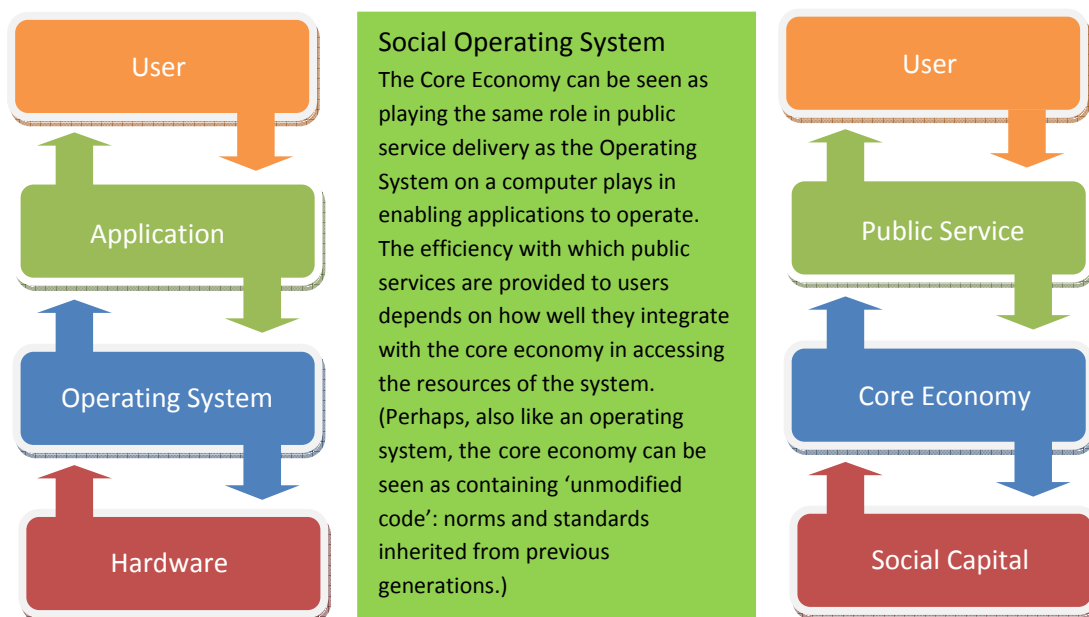 User
Application
Operating System
Hardware
Social Operating System
The Core Economy can be seen as
playing the same role in public
service delivery as the Operating
System on a computer plays in
enabling applications to operate.
The efficiency with which public
services are provided to users
depends on how well they integrate
with the core economy in accessing
the resources of the system.
(Perhaps, also like an operating
system, the core economy can be
seen as containing ‘unmodified
code’: norms and standards
inherited from previous
generations.)
User
Public Service
Core Economy
Social Capital